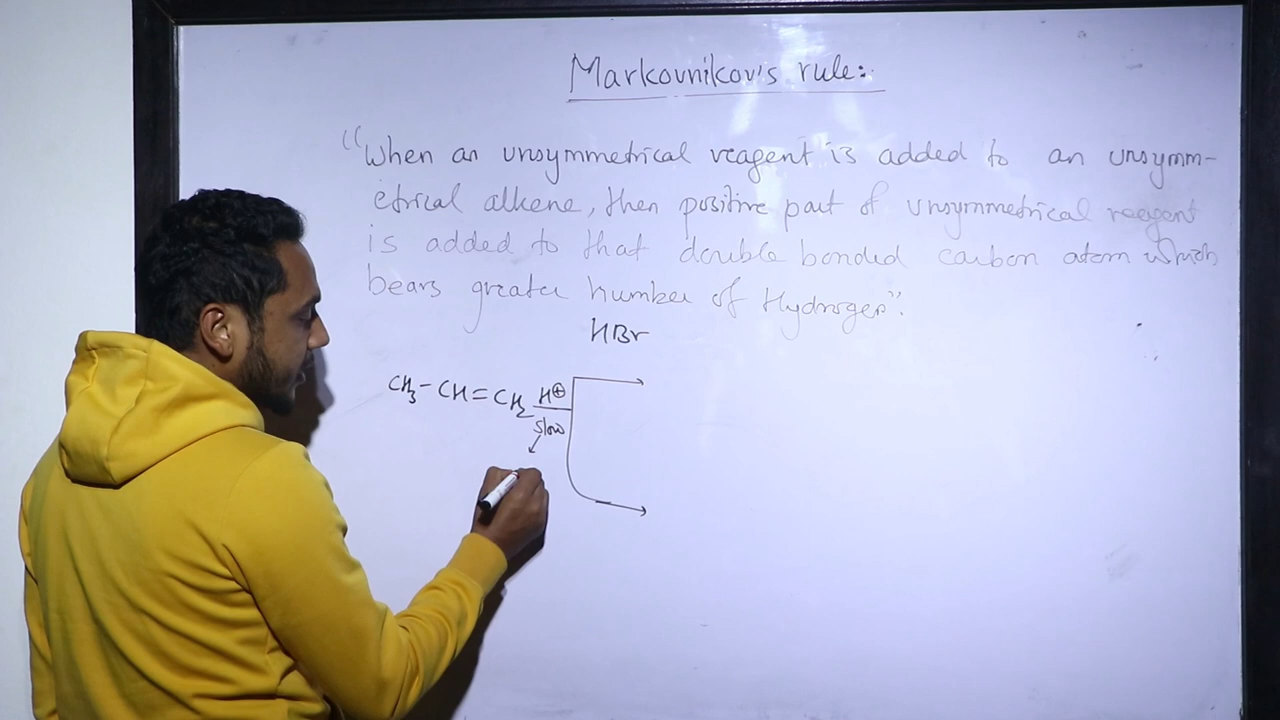 Markovnikov's rule:
"When an unsymmetrical reagent is added to an unsymm-
etrical alkene, then positive part of unsymmetrical reagent
is added to that double bonded carbon atom which
bears greater number of Hydrogen".
HBr
CH₃-CH=CH₂ H⊕
slow